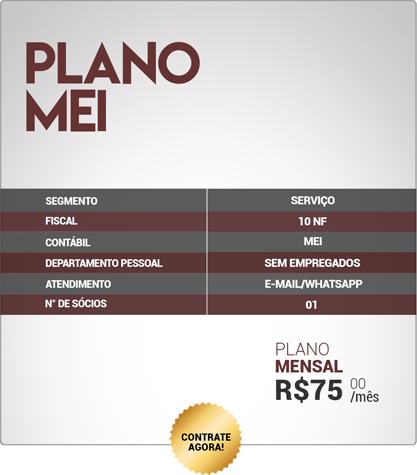 PLANO
MEI
SEGMENTO SERVIÇO
FISCAL 10 NF
CONTÁBIL MEI
DEPARTAMENTO PESSOAL SEM EMPREGADOS
ATENDIMENTO E-MAIL/WHATSAPP
N° DE SÓCIOS 01
PLANO
MENSAL
R$75 00 /mês
CONTRATE
AGORA!